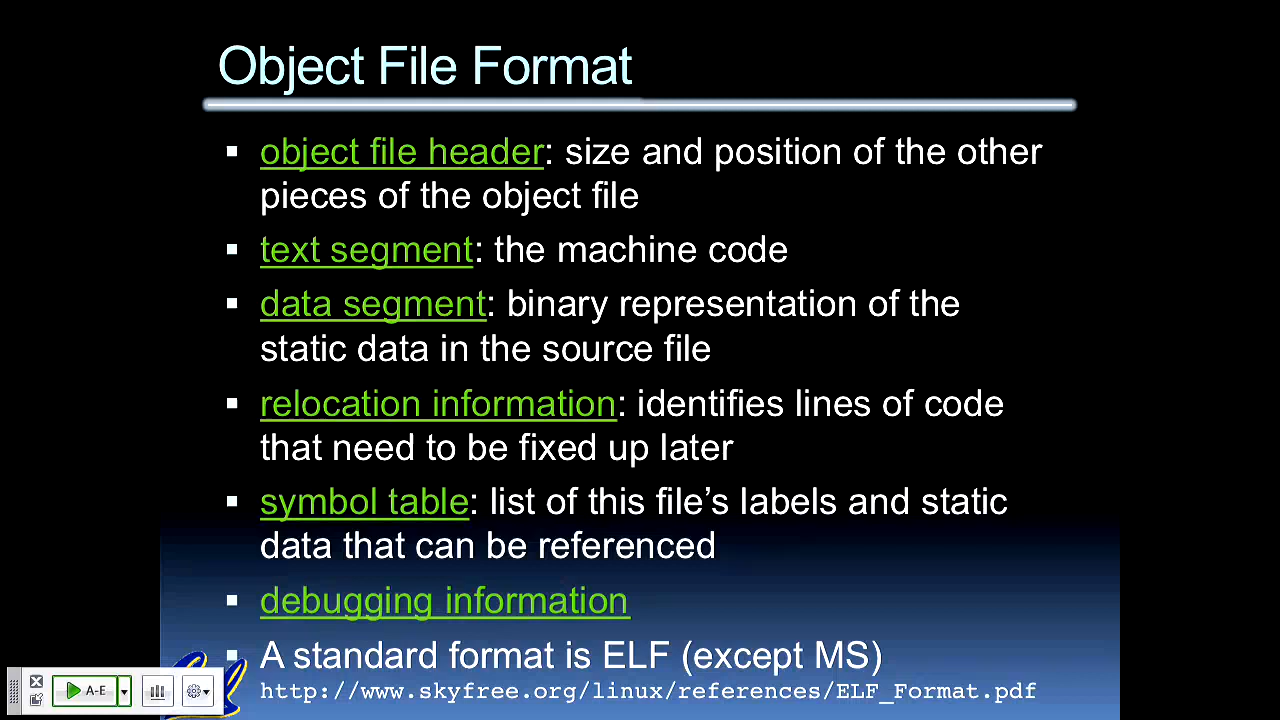 Object File Format
▪ object file header: size and position of the other
pieces of the object file
▪ text segment: the machine code
▪ data segment: binary representation of the
static data in the source file
▪ relocation information: identifies lines of code
that need to be fixed up later
▪ symbol table: list of this file’s labels and static
data that can be referenced
▪ debugging information
▪ A standard format is ELF (except MS)
http://www.skyfree.org/linux/references/ELF_Format.pdf
A-E